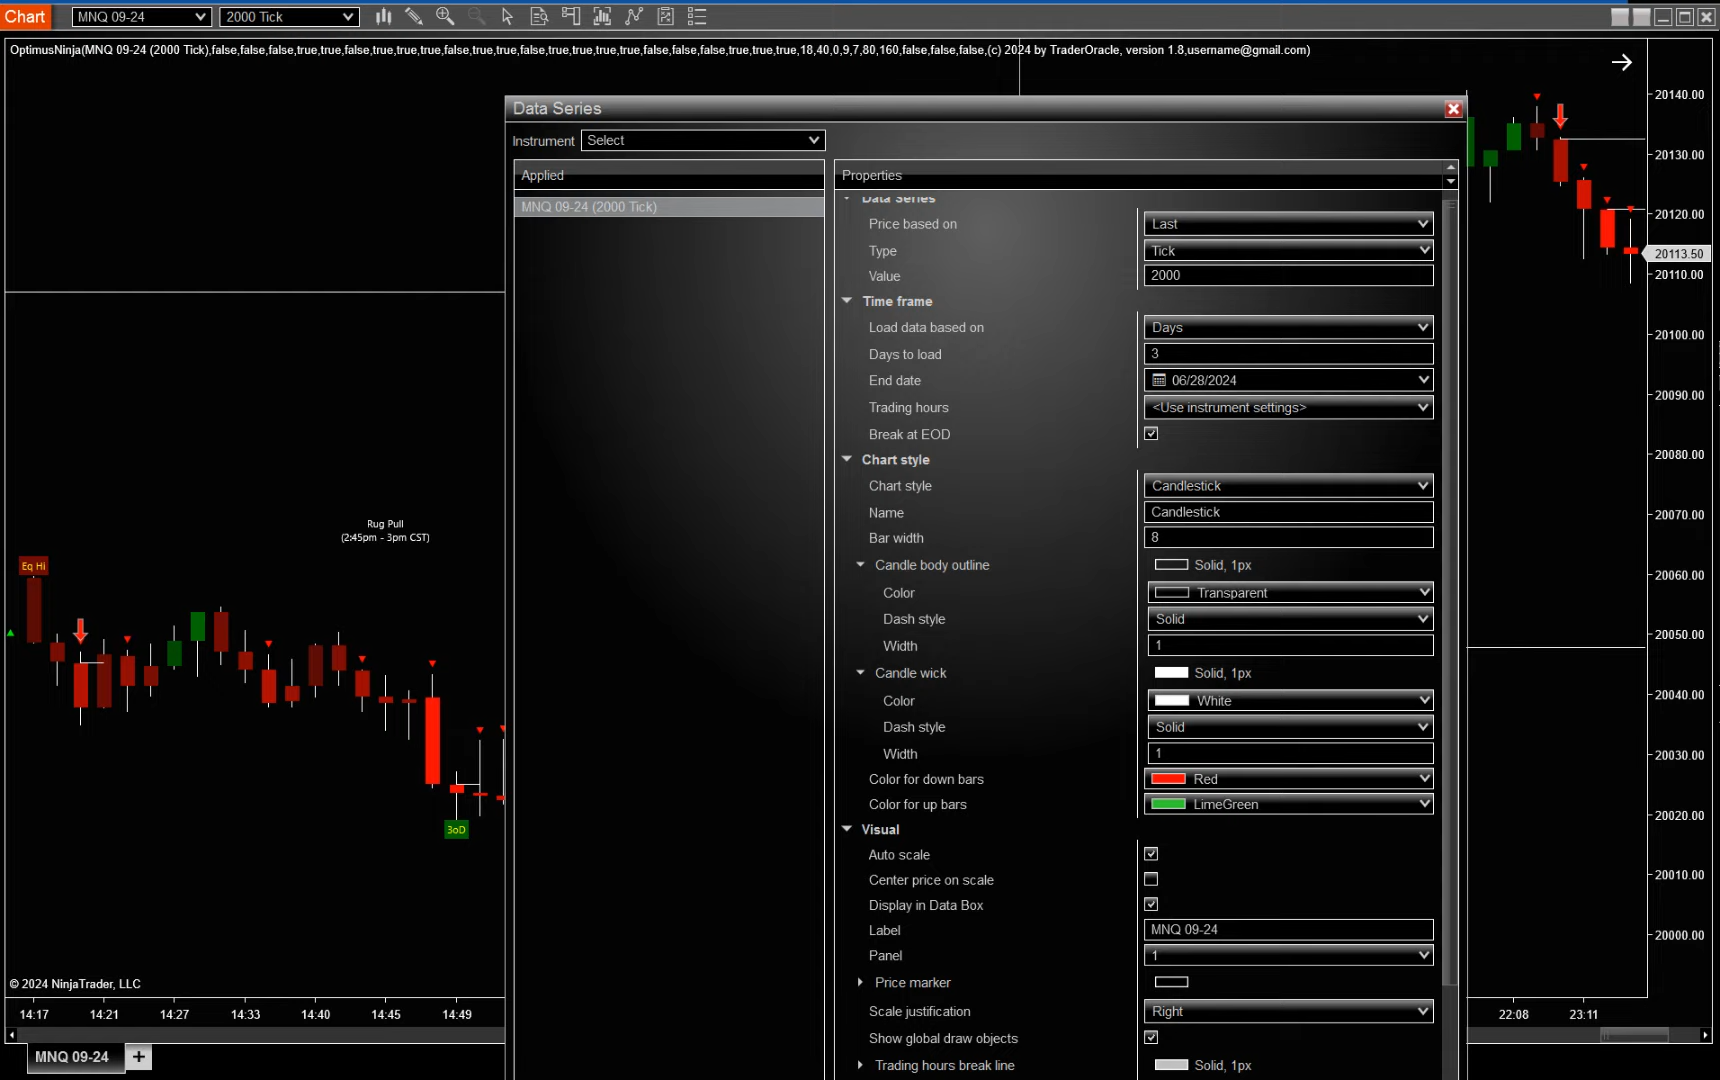 Chart MNQ 09-24 2000 Tick
OptimusNinja(MNQ 09-24 (2000 Tick),false,false,false,true,true,false,true,true,true,false,true,true,false,true,true,true,true,false,false,false,true,true,true,18,40,0,9,7,80,160,false,false,false,(c) 2024 by TraderOracle, version 1.8,username@gmail.com)
Data Series
Instrument Select
Applied
MNQ 09-24 (2000 Tick)
Properties
Data Series
Price based on Last
Type Tick
Value 2000
Time frame
Load data based on Days
Days to load 3
End date 06/28/2024
Trading hours <Use instrument settings>
Break at EOD
Chart style
Chart style Candlestick
Name Candlestick
Bar width 8
Candle body outline Solid, 1px
Color Transparent
Dash style Solid
Width 1
Candle wick Solid, 1px
Color White
Dash style Solid
Width 1
Color for down bars Red
Color for up bars LimeGreen
Visual
Auto scale
Center price on scale
Display in Data Box
Label MNQ 09-24
Panel 1
Price marker
Scale justification Right
Show global draw objects
Trading hours break line Solid, 1px
Rug Pull
(2:45pm - 3pm CST)
Eq Hi
3oD
20140.00
20130.00
20120.00
20113.50
20110.00
20100.00
20090.00
20080.00
20070.00
20060.00
20050.00
20040.00
20030.00
20020.00
20010.00
20000.00
© 2024 NinjaTrader, LLC
14:17 14:21 14:27 14:33 14:40 14:45 14:49 22:08 23:11
MNQ 09-24 +